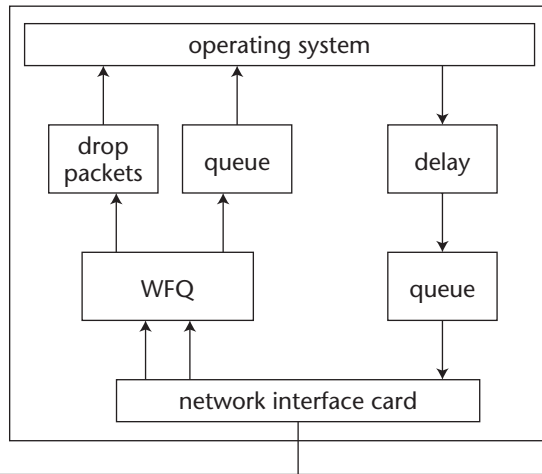 operating system
drop
packets
queue
delay
WFQ
queue
network interface card